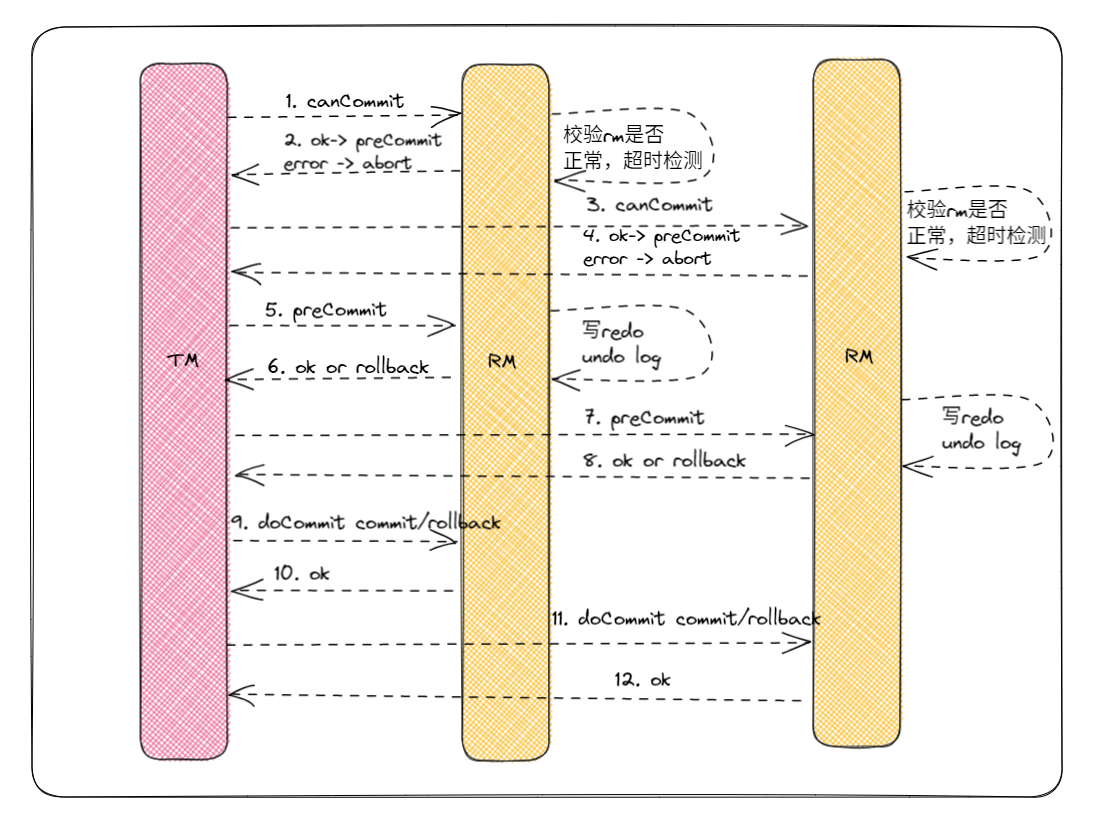 1. canCommit
2. ok-> preCommit
error -> abort
校验rm是否
正常，超时检测
3. canCommit
校验rm是否
正常，超时检测
4. ok-> preCommit
error -> abort
5. preCommit
写redo
undo log
TM
6. ok or rollback
RM
RM
7. preCommit
写redo
undo log
8. ok or rollback
9. doCommit commit/rollback
10. ok
11. doCommit commit/rollback
12. ok